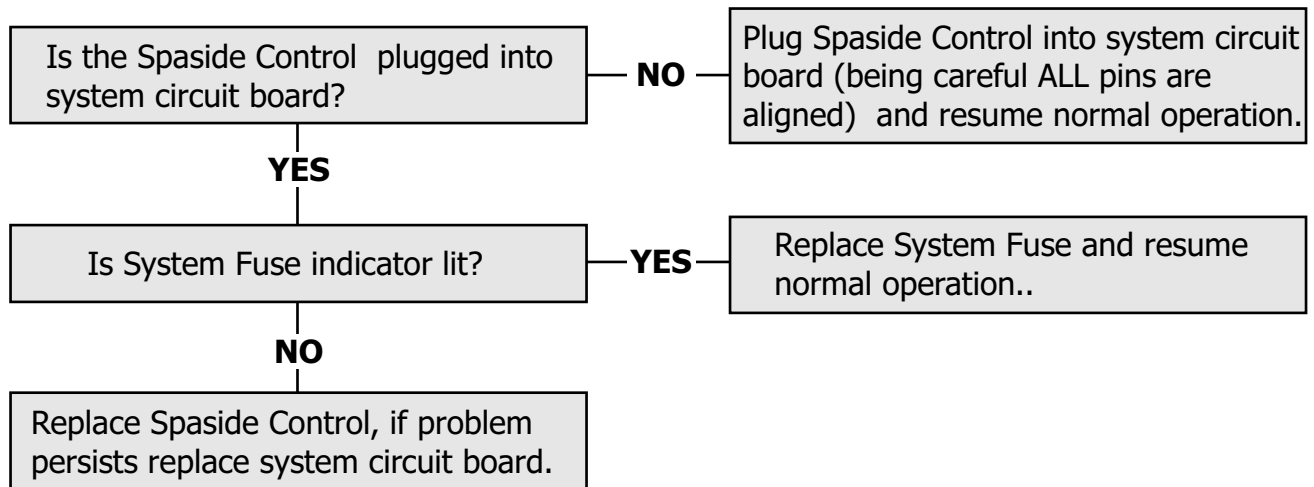 Is the Spaside Control  plugged into
system circuit board?
NO
Plug Spaside Control into system circuit
board (being careful ALL pins are
aligned)  and resume normal operation.
YES
Is System Fuse indicator lit?
YES
Replace System Fuse and resume
normal operation..
NO
Replace Spaside Control, if problem
persists replace system circuit board.